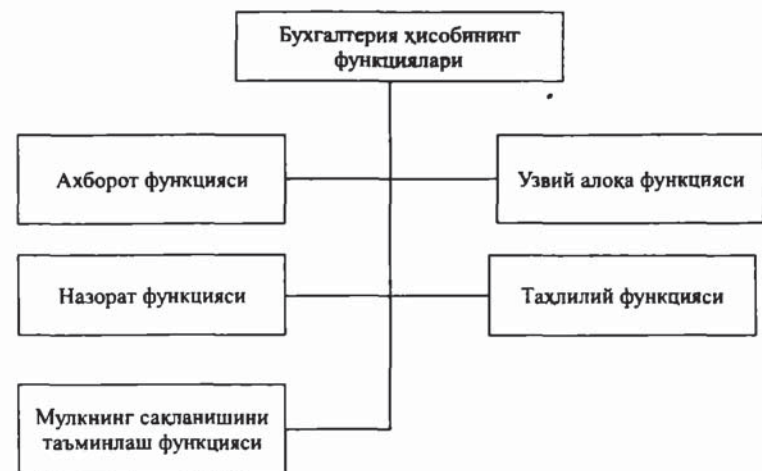 Бухгалтерия ҳисобининг
функциялари
Ахборот функцияси
Узвий алоқа функцияси
Назорат функцияси
Таҳлилий функцияси
Мулкнинг сақланишини
таъминлаш функцияси